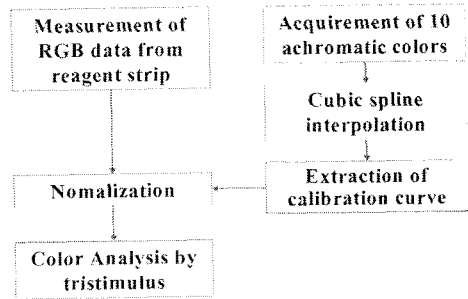 Measurement of
RGB data from
reagent strip
Acquirement of 10
achromatic colors
Cubic spline
interpolation
Extraction of
calibration curve
Nomalization
Color Analysis by
tristimulus